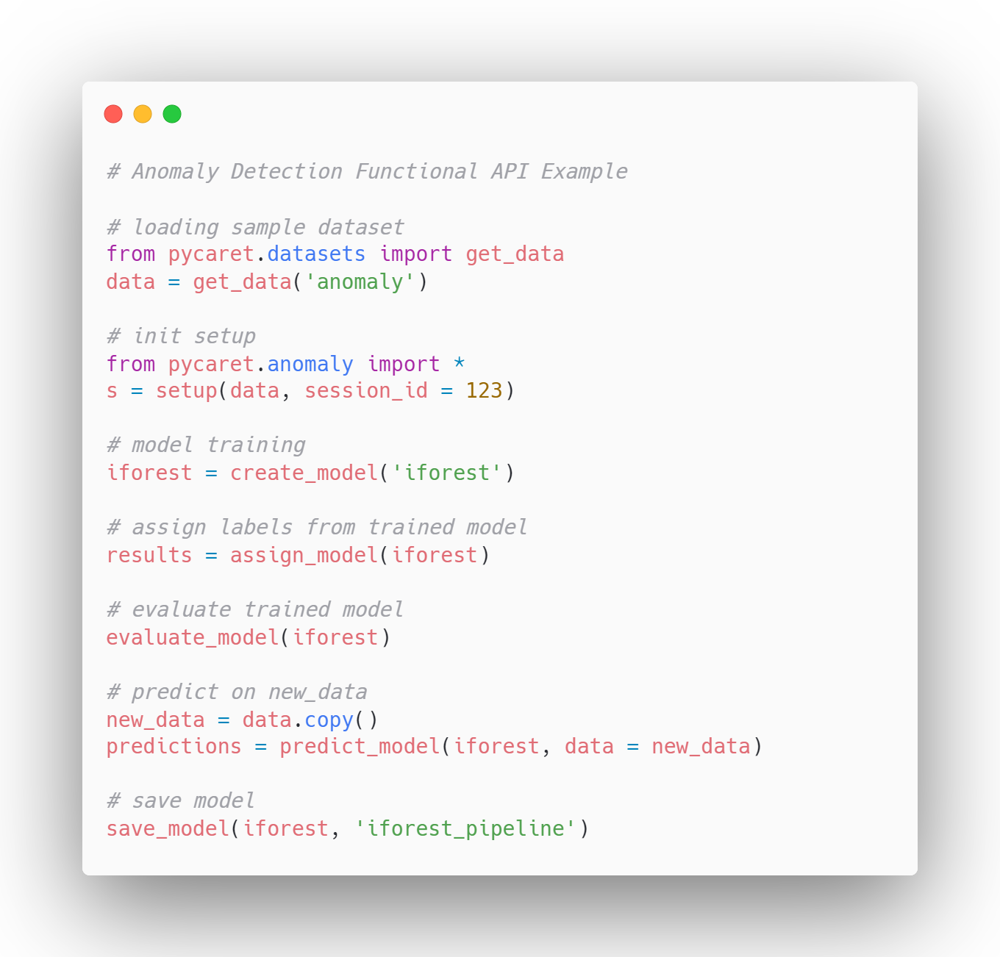 # Anomaly Detection Functional API Example
# loading sample dataset
from pycaret.datasets import get_data
data = get_data('anomaly')
# init setup
from pycaret.anomaly import *
s = setup(data, session_id = 123)
# model training
iforest = create_model('iforest')
# assign labels from trained model
results = assign_model(iforest)
# evaluate trained model
evaluate_model(iforest)
# predict on new_data
new_data = data.copy()
predictions = predict_model(iforest, data = new_data)
# save model
save_model(iforest, 'iforest_pipeline')